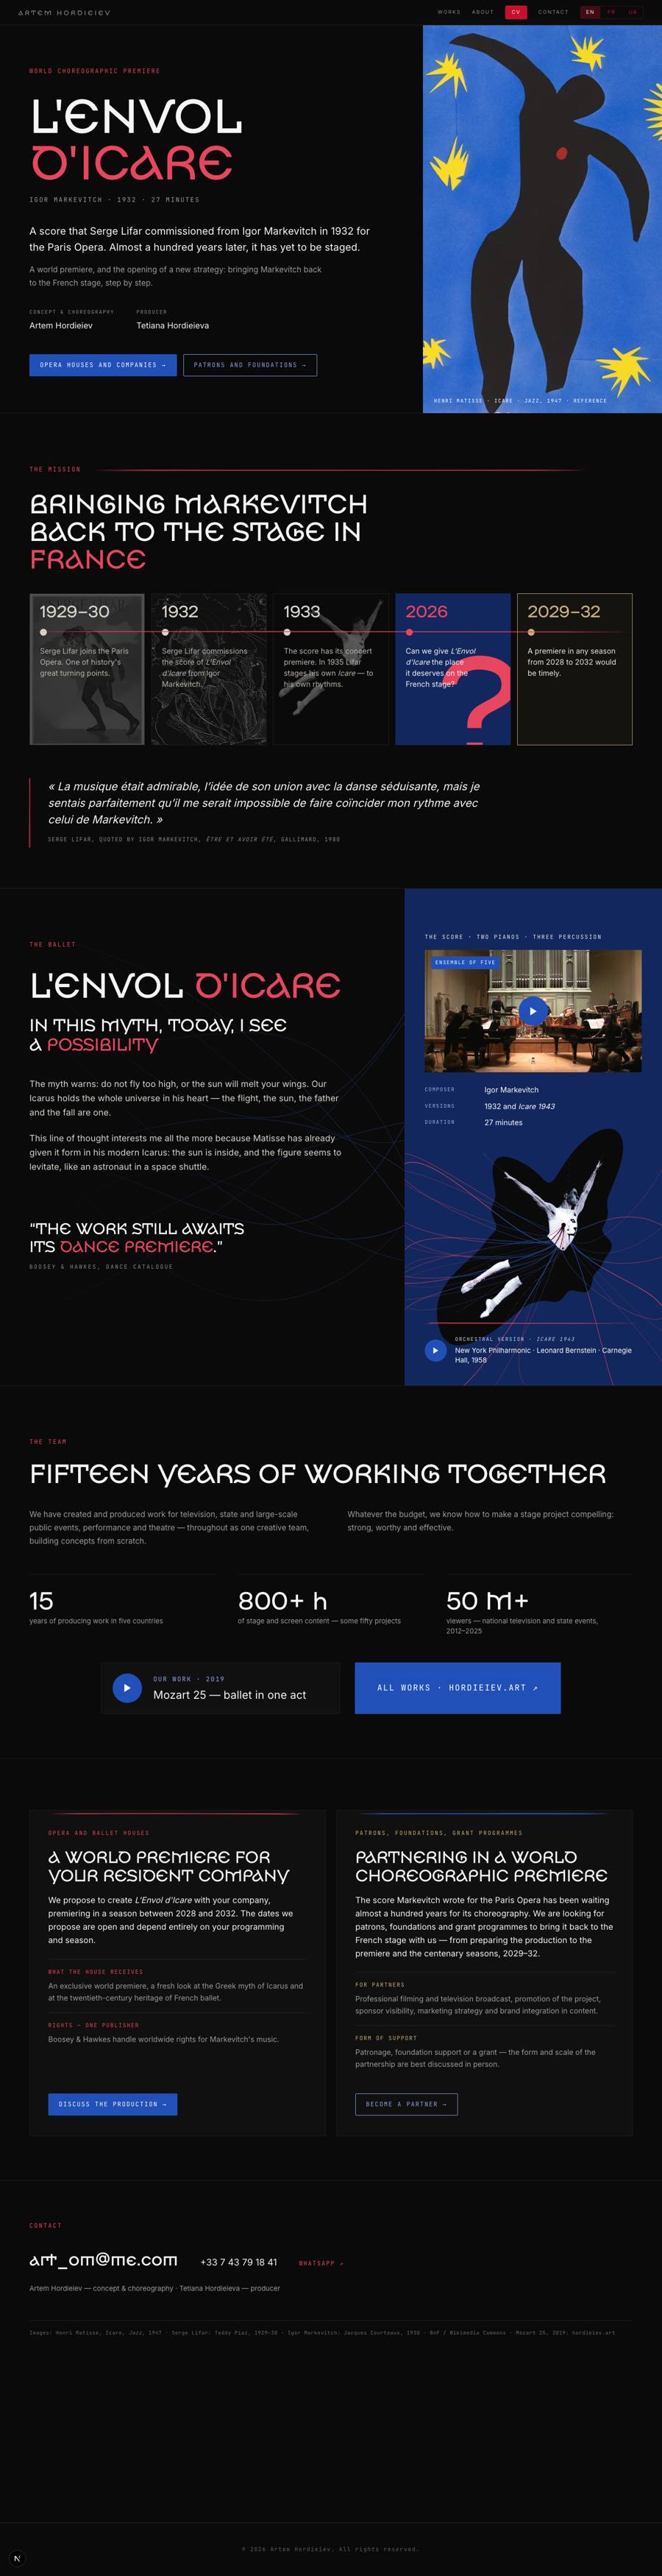 ARTEM HORDIEIEV
WORKS ABOUT CV CONTACT EN FR UA
WORLD CHOREOGRAPHIC PREMIERE
L'ENVOL
D'ICARE
IGOR MARKEVITCH · 1932 · 27 MINUTES
A score that Serge Lifar commissioned from Igor Markevitch in 1932 for
the Paris Opera. Almost a hundred years later, it has yet to be staged.
A world premiere, and the opening of a new strategy: bringing Markevitch back
to the French stage, step by step.
CONCEPT & CHOREOGRAPHY
Artem Hordieiev
PRODUCER
Tetiana Hordieieva
OPERA HOUSES AND COMPANIES →
PATRONS AND FOUNDATIONS →
HENRI MATISSE · ICARE · JAZZ, 1947 · REFERENCE
THE MISSION
BRINGING MARKEVITCH
BACK TO THE STAGE IN
FRANCE
1929–30
Serge Lifar joins the Paris
Opera. One of history's
great turning points.
1932
Serge Lifar commissions
the score of L'Envol
d'Icare from Igor
Markevitch.
1933
The score has its concert
premiere. In 1935 Lifar
stages his own Icare — to
his own rhythms.
2026
Can we give L'Envol
d'Icare the place
it deserves on the
French stage?
?
2029–32
A premiere in any season
from 2028 to 2032 would
be timely.
« La musique était admirable, l'idée de son union avec la danse séduisante, mais je
sentais parfaitement qu'il me serait impossible de faire coïncider mon rythme avec
celui de Markevitch. »
SERGE LIFAR, QUOTED BY IGOR MARKEVITCH, ÊTRE ET AVOIR ÉTÉ, GALLIMARD, 1980
THE BALLET
L'ENVOL D'ICARE
IN THIS MYTH, TODAY, I SEE
A POSSIBILITY
The myth warns: do not fly too high, or the sun will melt your wings. Our
Icarus holds the whole universe in his heart — the flight, the sun, the father
and the fall are one.
This line of thought interests me all the more because Matisse has already
given it form in his modern Icarus: the sun is inside, and the figure seems to
levitate, like an astronaut in a space shuttle.
"THE WORK STILL AWAITS
ITS DANCE PREMIERE."
BOOSEY & HAWKES, DANCE CATALOGUE
THE SCORE · TWO PIANOS · THREE PERCUSSION
ENSEMBLE OF FIVE
COMPOSER Igor Markevitch
VERSIONS 1932 and Icare 1943
DURATION 27 minutes
ORCHESTRAL VERSION · ICARE 1943
New York Philharmonic · Leonard Bernstein · Carnegie
Hall, 1958
THE TEAM
FIFTEEN YEARS OF WORKING TOGETHER
We have created and produced work for television, state and large-scale
public events, performance and theatre — throughout as one creative team,
building concepts from scratch.
Whatever the budget, we know how to make a stage project compelling:
strong, worthy and effective.
15
years of producing work in five countries
800+ h
of stage and screen content — some fifty projects
50 M+
viewers — national television and state events,
2012–2025
OUR WORK · 2019
Mozart 25 — ballet in one act
ALL WORKS · HORDIEIEV.ART ↗
OPERA AND BALLET HOUSES
A WORLD PREMIERE FOR
YOUR RESIDENT COMPANY
We propose to create L'Envol d'Icare with your company,
premiering in a season between 2028 and 2032. The dates we
propose are open and depend entirely on your programming
and season.
WHAT THE HOUSE RECEIVES
An exclusive world premiere, a fresh look at the Greek myth of Icarus and
at the twentieth-century heritage of French ballet.
RIGHTS — ONE PUBLISHER
Boosey & Hawkes handle worldwide rights for Markevitch's music.
DISCUSS THE PRODUCTION →
PATRONS, FOUNDATIONS, GRANT PROGRAMMES
PARTNERING IN A WORLD
CHOREOGRAPHIC PREMIERE
The score Markevitch wrote for the Paris Opera has been waiting
almost a hundred years for its choreography. We are looking for
patrons, foundations and grant programmes to bring it back to the
French stage with us — from preparing the production to the
premiere and the centenary seasons, 2029–32.
FOR PARTNERS
Professional filming and television broadcast, promotion of the project,
sponsor visibility, marketing strategy and brand integration in content.
FORM OF SUPPORT
Patronage, foundation support or a grant — the form and scale of the
partnership are best discussed in person.
BECOME A PARTNER →
CONTACT
art_om@me.com
+33 7 43 79 18 41
WHATSAPP ↗
Artem Hordieiev — concept & choreography · Tetiana Hordieieva — producer
Images: Henri Matisse, Icare, Jazz, 1947 · Serge Lifar: Teddy Piaz, 1929–30 · Igor Markevitch: Jacques Courteaux, 1930 · BnF / Wikimedia Commons · Mozart 25, 2019: hordieiev.art
© 2026 Artem Hordieiev. All rights reserved.
N